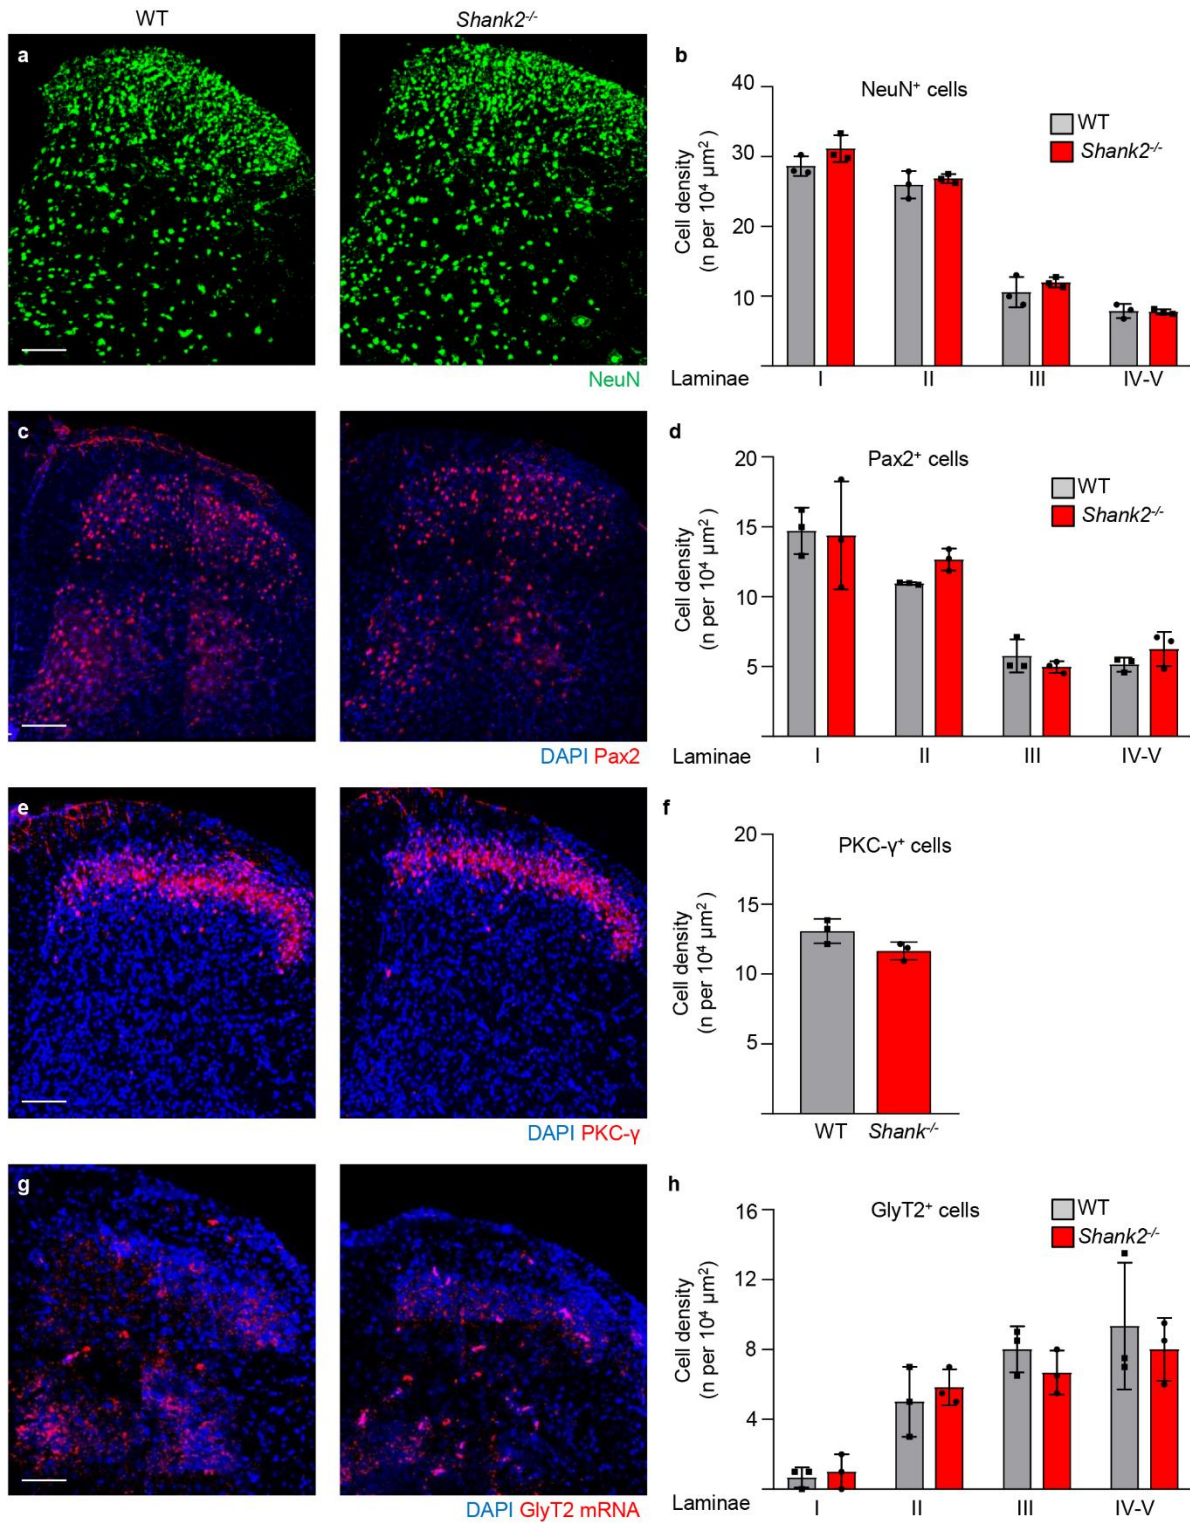 WT
Shank2-/-
a
NeuN
b
NeuN⁺ cells
WT
Shank2-/-
Cell density
(n per 10⁴ µm²)
40
30
20
10
Laminae I II III IV-V
c
DAPI Pax2
d
Pax2⁺ cells
WT
Shank2-/-
Cell density
(n per 10⁴ µm²)
20
15
10
5
Laminae I II III IV-V
e
DAPI PKC-γ
f
PKC-γ⁺ cells
Cell density
(n per 10⁴ µm²)
20
15
10
5
WT Shank-/-
g
DAPI GlyT2 mRNA
h
GlyT2⁺ cells
WT
Shank2-/-
Cell density
(n per 10⁴ µm²)
16
12
8
4
Laminae I II III IV-V